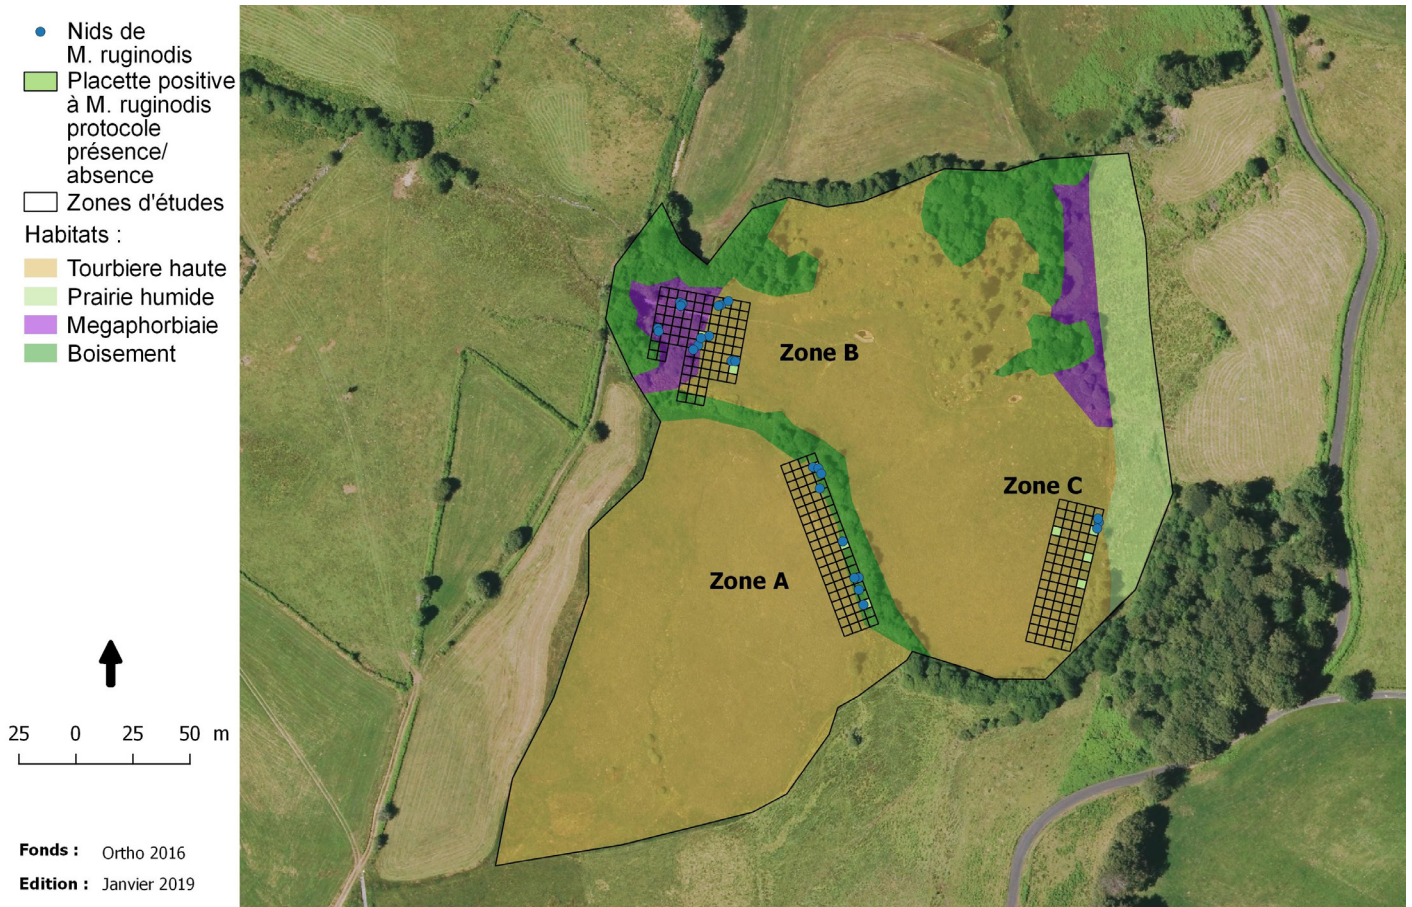 Nids de
M. ruginodis
Placette positive
à M. ruginodis
protocole
présence/
absence
Zones d'études
Habitats :
Tourbiere haute
Prairie humide
Megaphorbiaie
Boisement
25 0 25 50 m
Fonds : Ortho 2016
Edition : Janvier 2019
Zone B
Zone C
Zone A